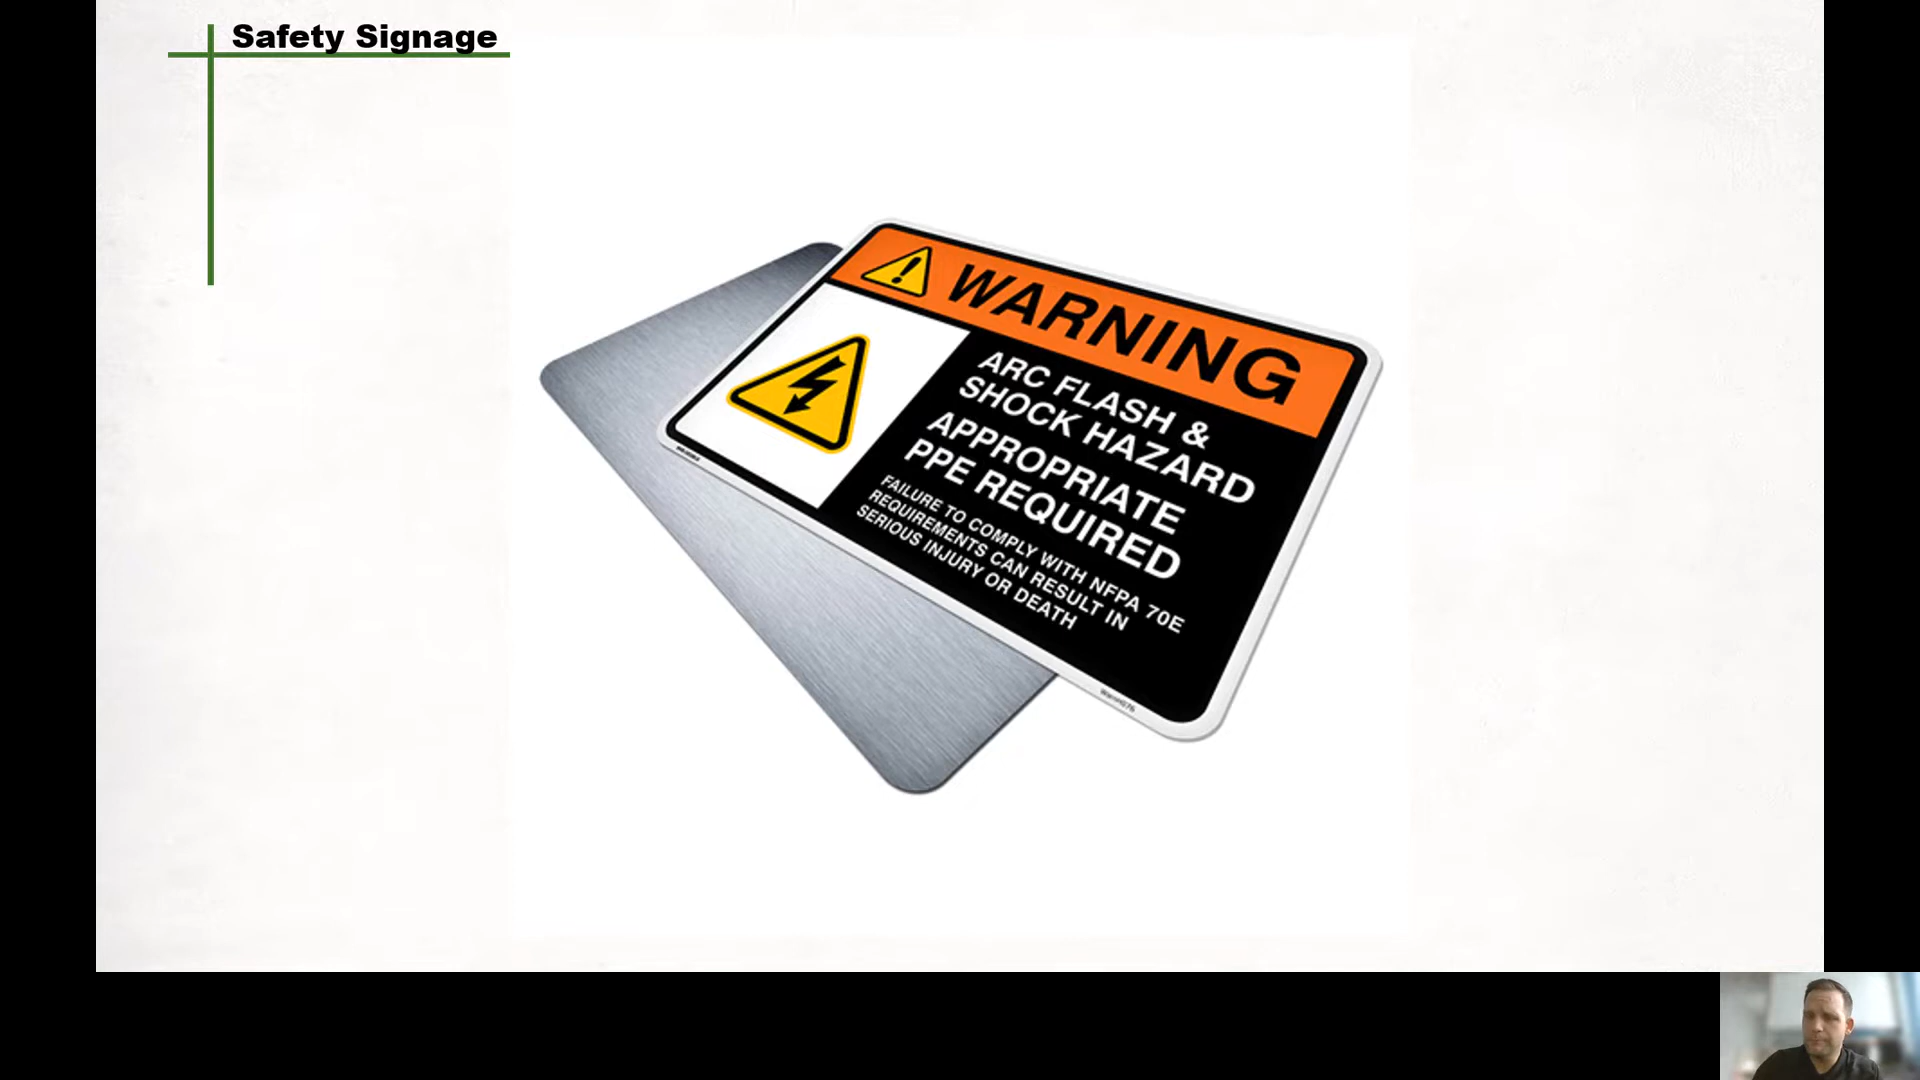 Safety Signage
WARNING
ARC FLASH &
SHOCK HAZARD
APPROPRIATE
PPE REQUIRED
FAILURE TO COMPLY WITH NFPA 70E
REQUIREMENTS CAN RESULT IN
SERIOUS INJURY OR DEATH